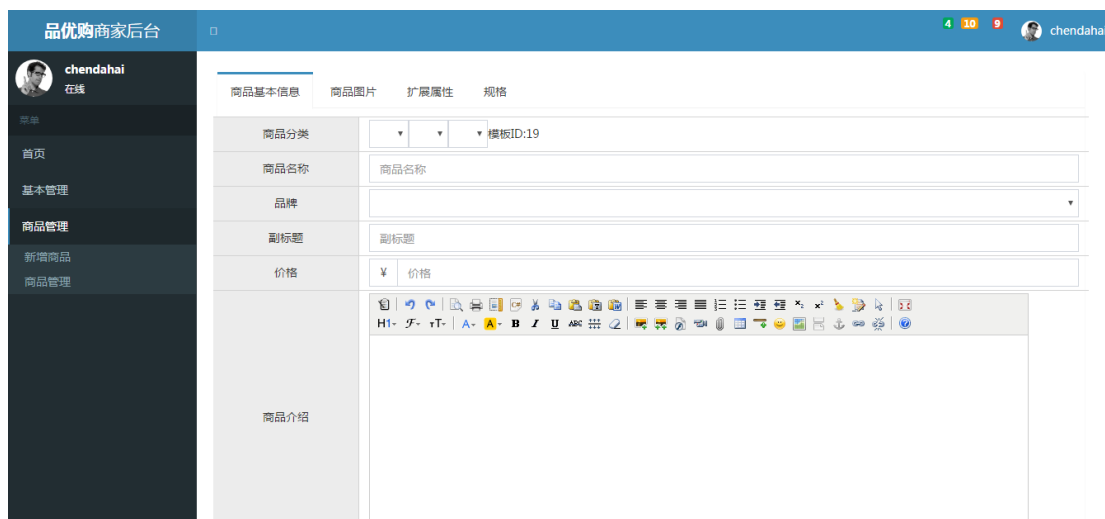 品优购商家后台
4 10 9 chendahai
chendahai
在线
菜单
首页
基本管理
商品管理
新增商品
商品管理
商品基本信息 商品图片 扩展属性 规格
商品分类 模板ID:19
商品名称 商品名称
品牌
副标题 副标题
价格 ¥ 价格
H1 F тT A A B I U ABC
商品介绍